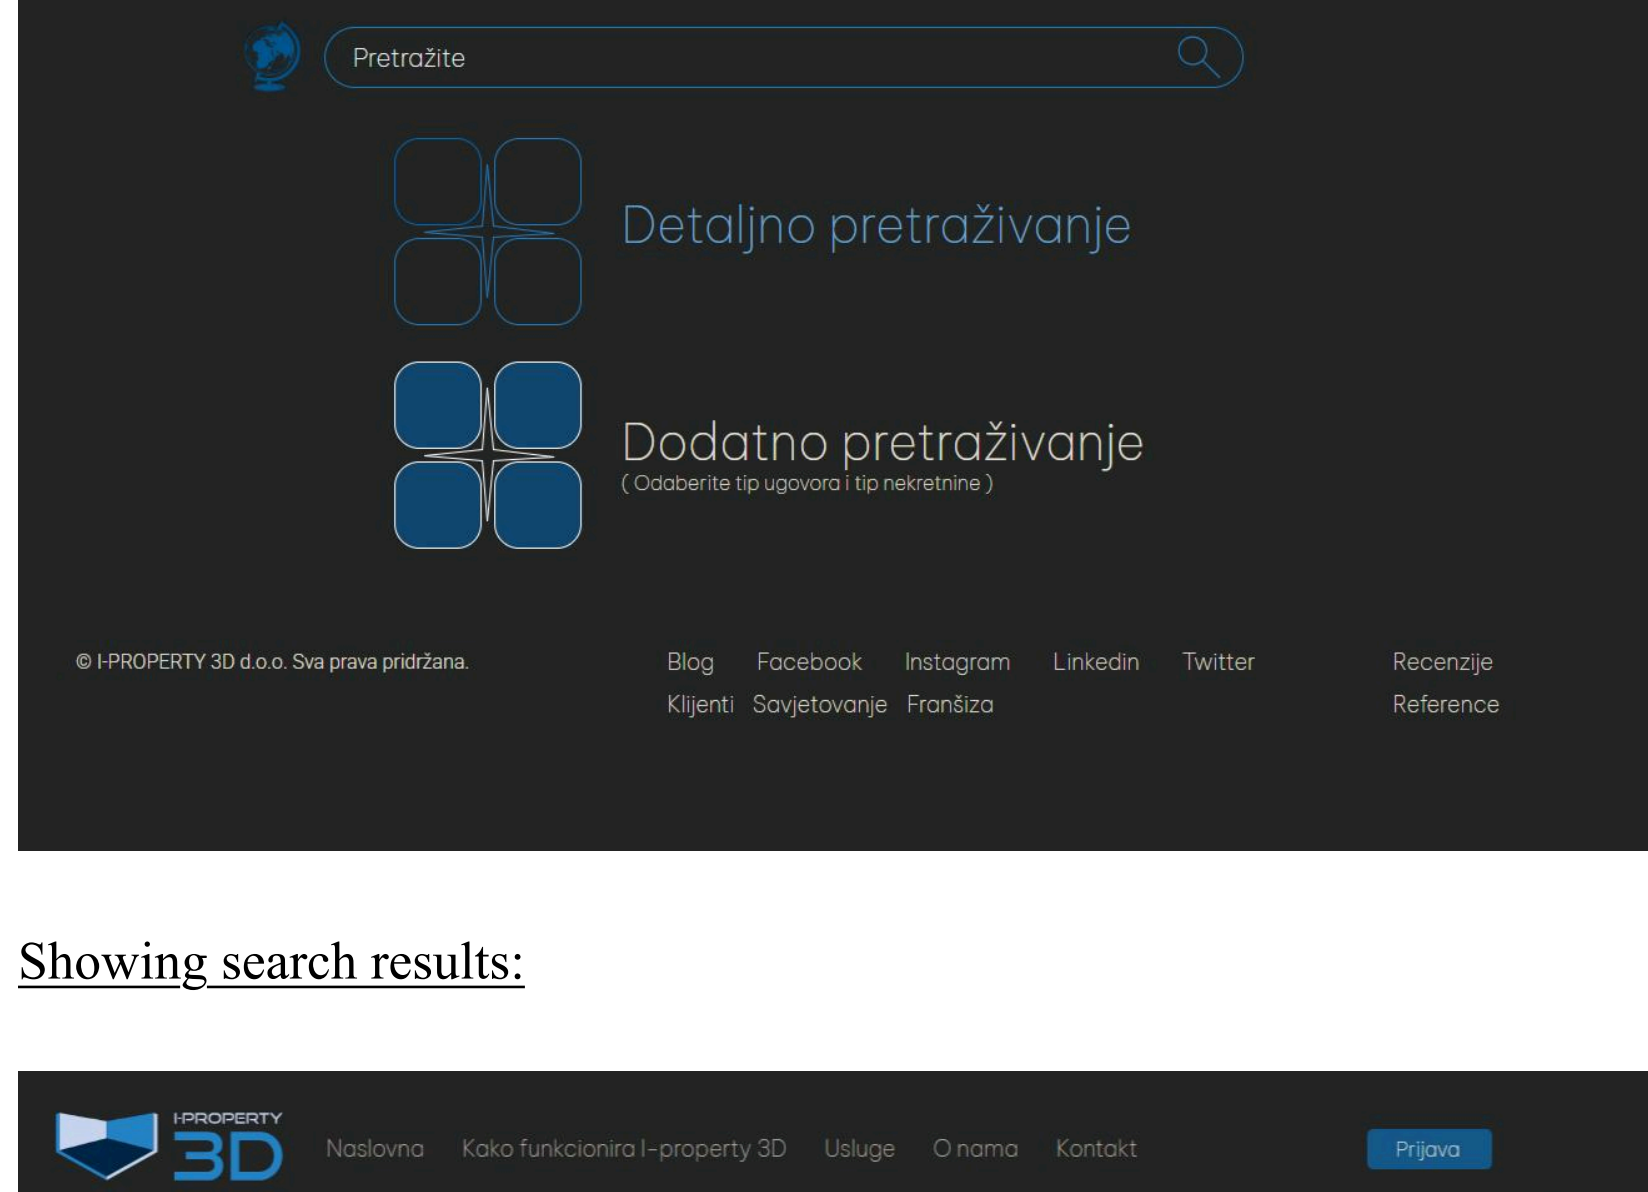 Pretražite
Detaljno pretraživanje
Dodatno pretraživanje
( Odaberite tip ugovora i tip nekretnine )
© I-PROPERTY 3D d.o.o. Sva prava pridržana.
Blog Facebook Instagram Linkedin Twitter
Recenzije
Klijenti Savjetovanje Franšiza
Reference
Showing search results:
I-PROPERTY
3D
Naslovna Kako funkcionira I-property 3D Usluge O nama Kontakt
Prijava